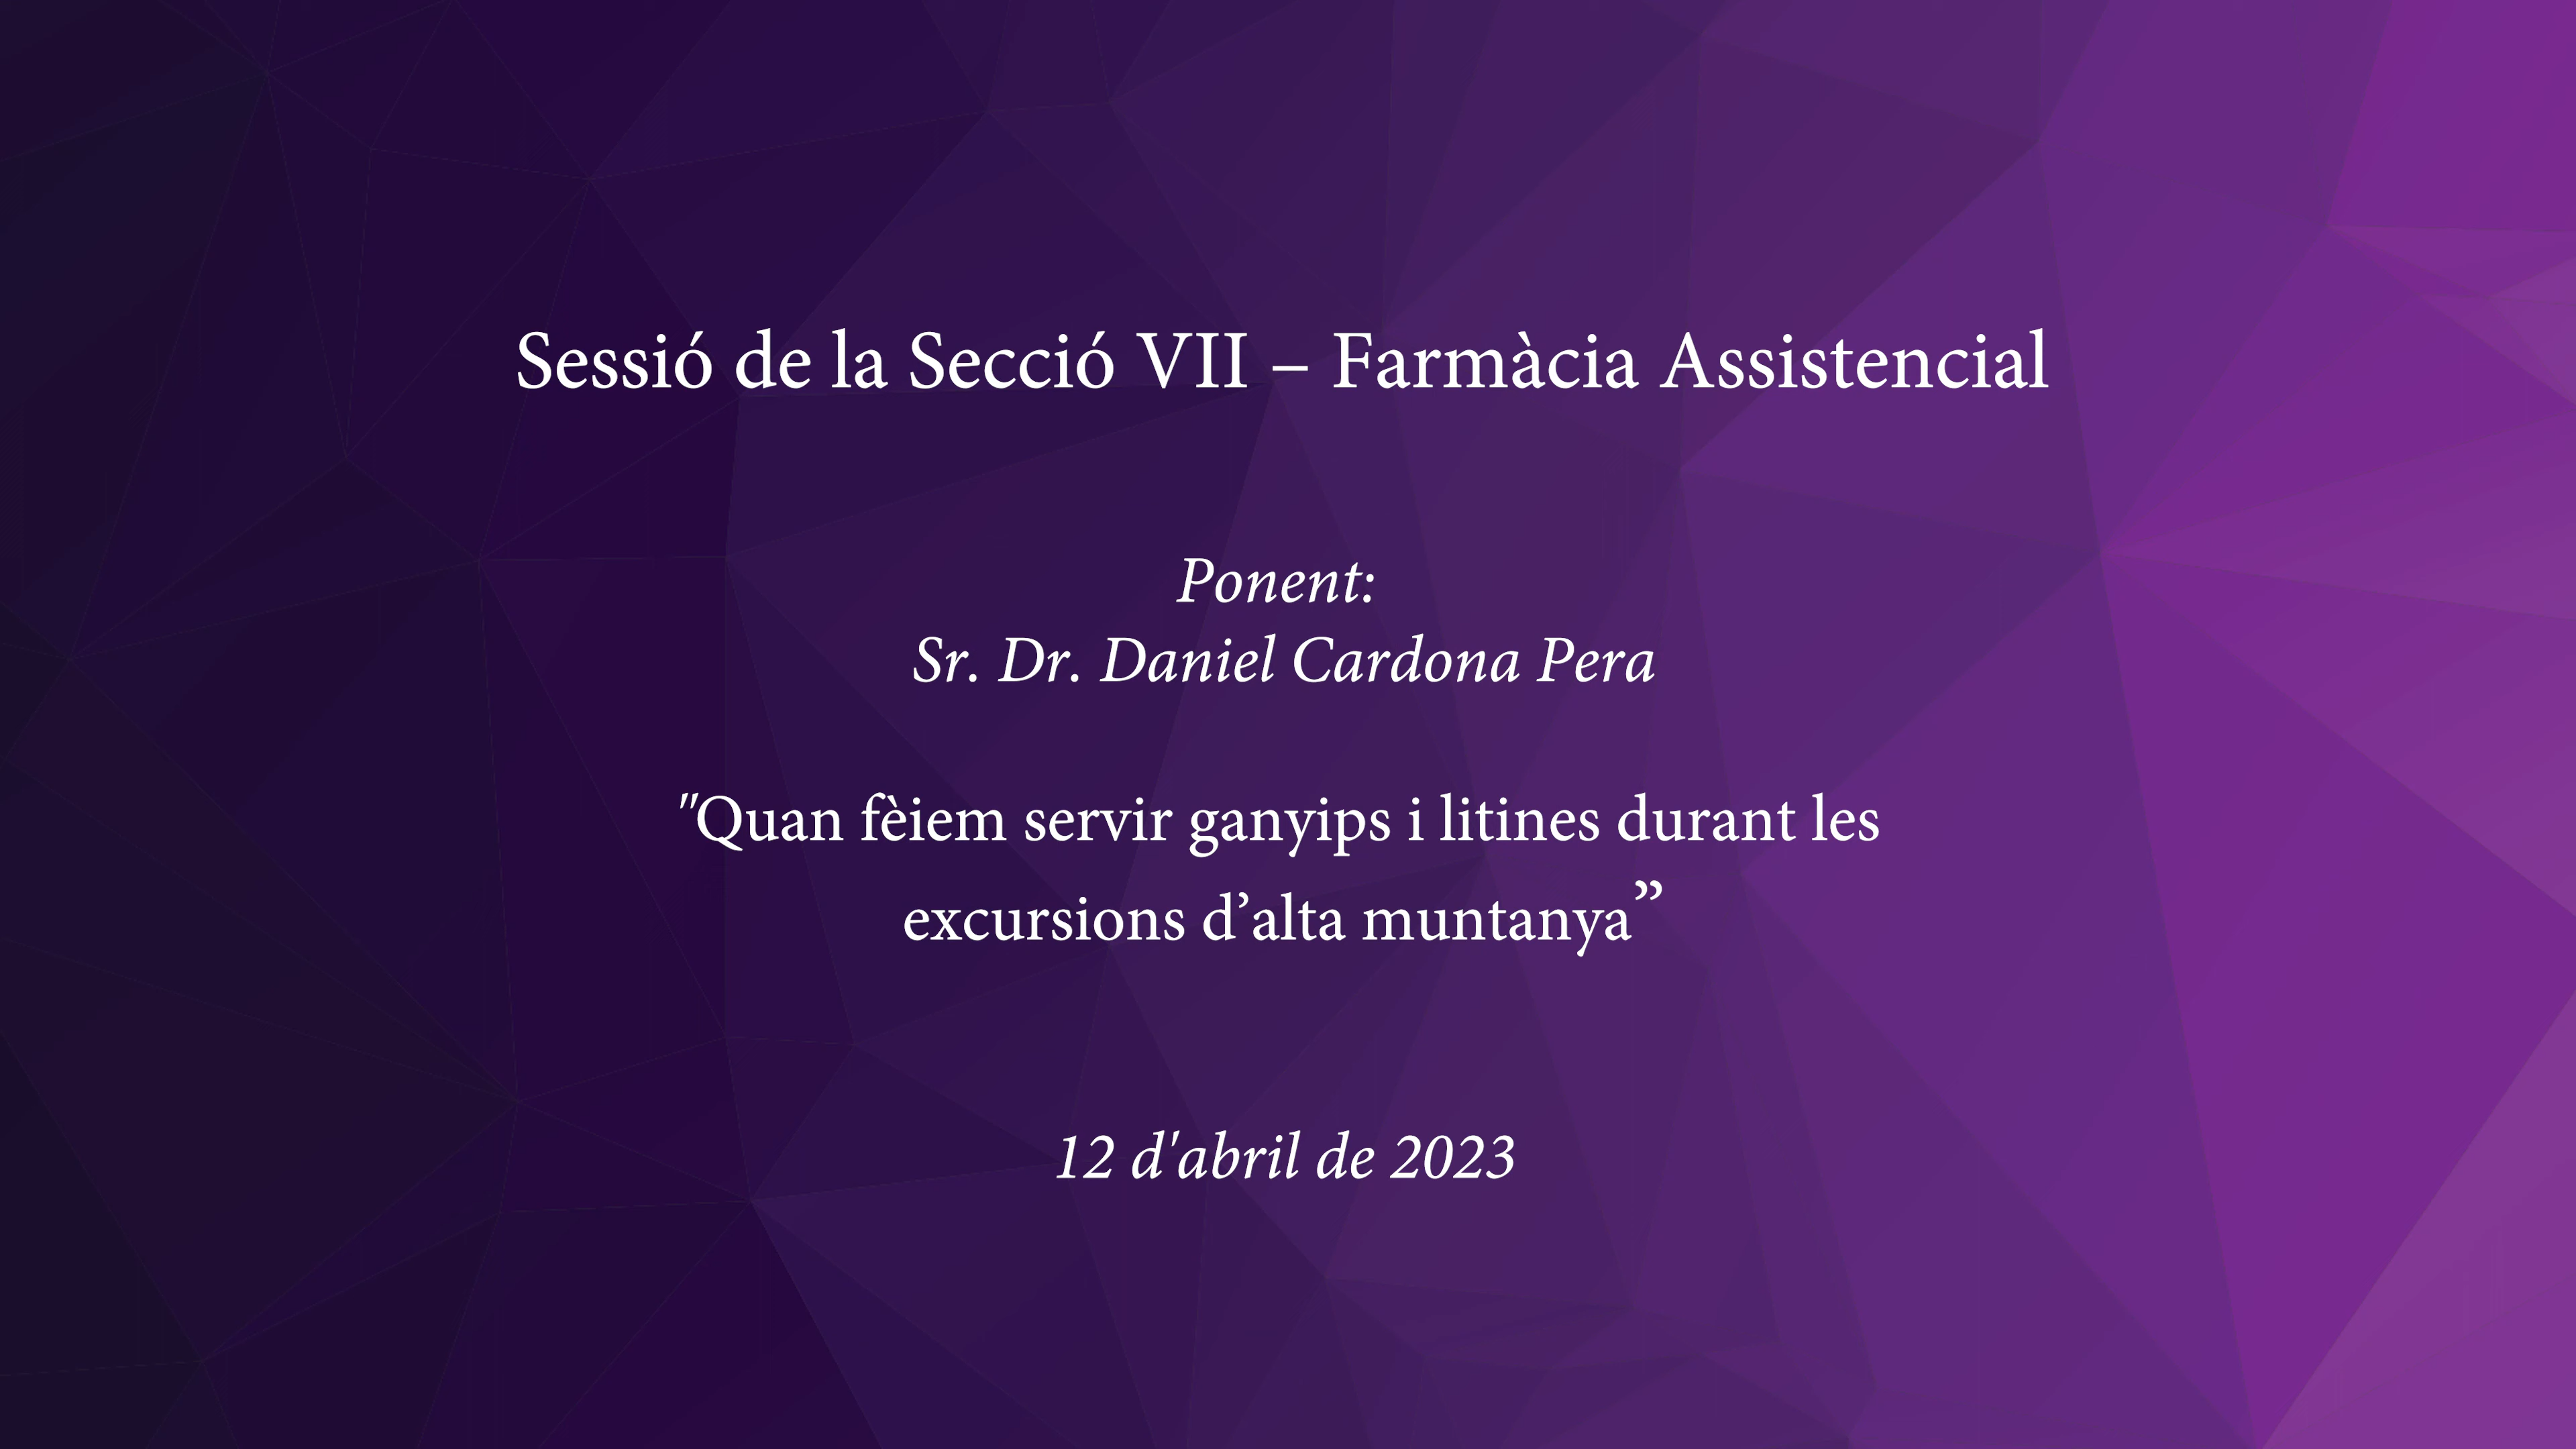 Sessió de la Secció VII – Farmàcia Assistencial
Ponent:
Sr. Dr. Daniel Cardona Pera
"Quan fèiem servir ganyips i litines durant les
excursions d’alta muntanya”
12 d'abril de 2023